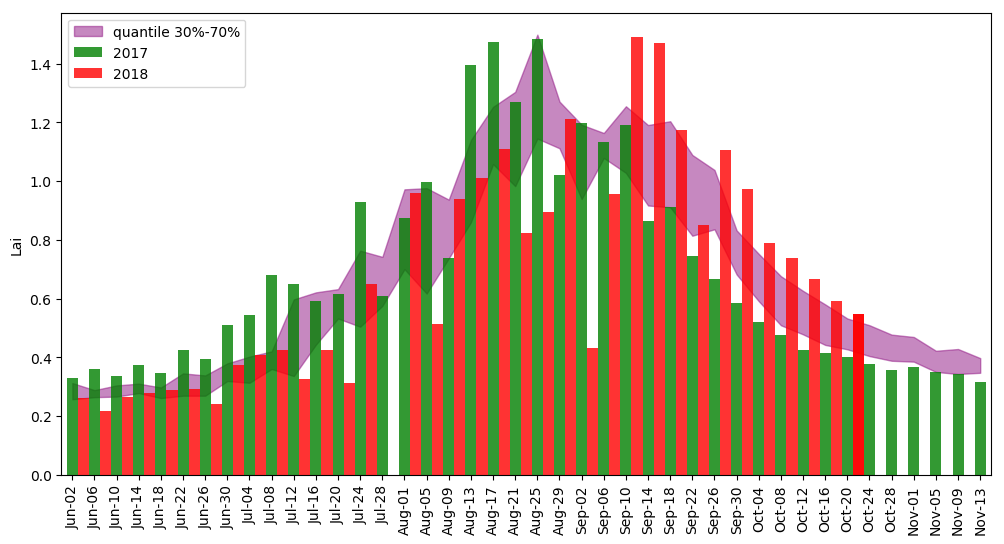 quantile 30%-70%
2017
2018
Lai
1.4
1.2
1.0
0.8
0.6
0.4
0.2
0.0
Jun-02
Jun-06
Jun-10
Jun-14
Jun-18
Jun-22
Jun-26
Jun-30
Jul-04
Jul-08
Jul-12
Jul-16
Jul-20
Jul-24
Jul-28
Aug-01
Aug-05
Aug-09
Aug-13
Aug-17
Aug-21
Aug-25
Aug-29
Sep-02
Sep-06
Sep-10
Sep-14
Sep-18
Sep-22
Sep-26
Sep-30
Oct-04
Oct-08
Oct-12
Oct-16
Oct-20
Oct-24
Oct-28
Nov-01
Nov-05
Nov-09
Nov-13